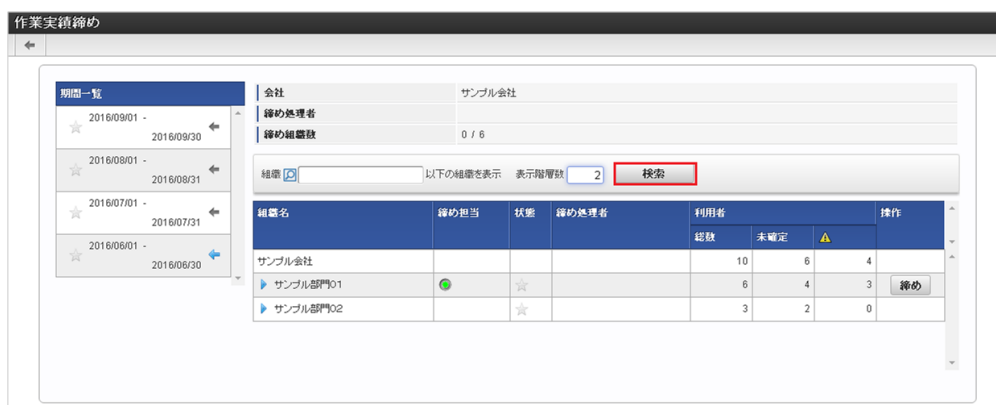 作業実績締め
期間一覧
2016/09/01 -
2016/09/30
2016/08/01 -
2016/08/31
2016/07/01 -
2016/07/31
2016/06/01 -
2016/06/30
会社 サンプル会社
締め処理者
締め組織数 0 / 6
組織 以下の組織を表示 表示階層数 2 検索
組織名 締め担当 状態 締め処理者 利用者 操作
総数 未確定
サンプル会社 10 6 4
サンプル部門01 6 4 3 締め
サンプル部門02 3 2 0